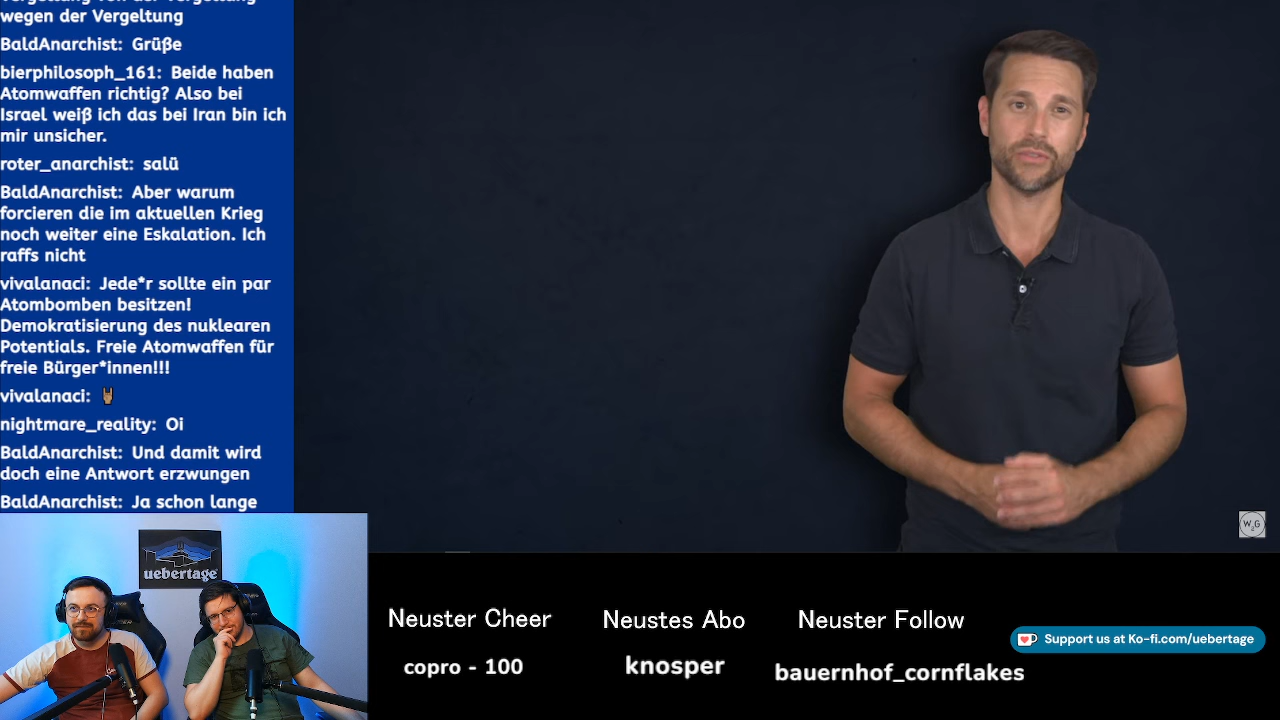 wegen der Vergeltung
BaldAnarchist: Grüße
bierphilosoph_161: Beide haben
Atomwaffen richtig? Also bei
Israel weiß ich das bei Iran bin ich
mir unsicher.
roter_anarchist: salü
BaldAnarchist: Aber warum
forcieren die im aktuellen Krieg
noch weiter eine Eskalation. Ich
raffs nicht
vivalanaci: Jede*r sollte ein par
Atombomben besitzen!
Demokratisierung des nuklearen
Potentials. Freie Atomwaffen für
freie Bürger*innen!!!
vivalanaci: 🤘🏾
nightmare_reality: Oi
BaldAnarchist: Und damit wird
doch eine Antwort erzwungen
BaldAnarchist: Ja schon lange
W2G
uebertage
Neuster Cheer
copro - 100
Neustes Abo
knosper
Neuster Follow
bauernhof_cornflakes
Support us at Ko-fi.com/uebertage